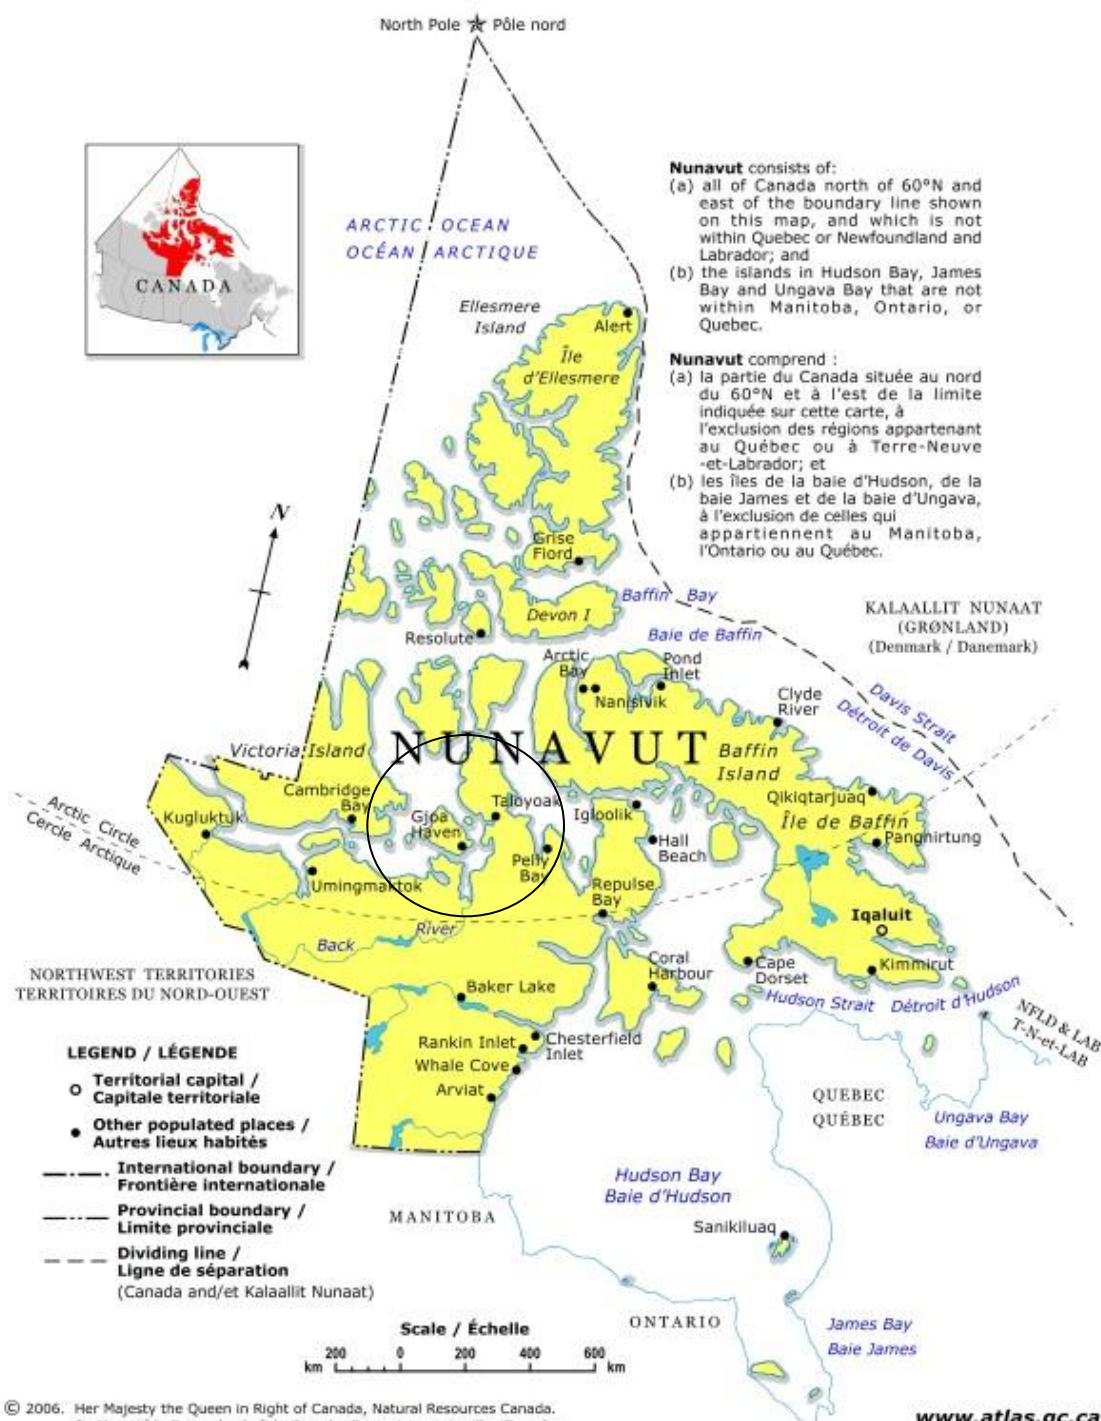 North Pole Pôle nord
Nunavut consists of:
(a) all of Canada north of 60°N and
east of the boundary line shown
on this map, and which is not
within Quebec or Newfoundland and
Labrador; and
(b) the islands in Hudson Bay, James
Bay and Ungava Bay that are not
within Manitoba, Ontario, or
Quebec.
Nunavut comprend :
(a) la partie du Canada située au nord
du 60°N et à l'est de la limite
indiquée sur cette carte, à
l'exclusion des régions appartenant
au Québec ou à Terre-Neuve
-et-Labrador; et
(b) les îles de la baie d'Hudson, de la
baie James et de la baie d'Ungava,
à l'exclusion de celles qui
appartiennent au Manitoba,
l'Ontario ou au Québec.
CANADA
ARCTIC OCEAN
OCÉAN ARCTIQUE
Ellesmere
Island
Alert
Île
d'Ellesmere
N
Grise
Fiord
Devon I
Baffin Bay
Baie de Baffin
KALAALLIT NUNAAT
(GRØNLAND)
(Denmark / Danemark)
Resolute
Arctic
Bay
Nanisivik
Pond
Inlet
Clyde
River
Davis Strait
Détroit de Davis
NUNAVUT
Victoria Island
Baffin
Island
Cambridge
Bay
Gjoa
Haven
Taloyoak
Igloolik
Qikiqtarjuaq
Île de Baffin
Pangnirtung
Arctic Circle
Cercle Arctique
Kugluktuk
Hall
Beach
Pelly
Bay
Umingmaktok
Repulse
Bay
Iqaluit
Back River
NORTHWEST TERRITORIES
TERRITOIRES DU NORD-OUEST
Coral
Harbour
Cape
Dorset
Kimmirut
Baker Lake
Hudson Strait Détroit d'Hudson
NFLD & LAB
T-N-et-LAB
Rankin Inlet
Chesterfield
Inlet
Whale Cove
Arviat
QUEBEC
QUÉBEC
Ungava Bay
Baie d'Ungava
LEGEND / LÉGENDE
Territorial capital /
Capitale territoriale
Other populated places /
Autres lieux habités
International boundary /
Frontière internationale
Provincial boundary /
Limite provinciale
Dividing line /
Ligne de séparation
(Canada and/et Kalaallit Nunaat)
Hudson Bay
Baie d'Hudson
MANITOBA
Sanikiluaq
ONTARIO
James Bay
Baie James
Scale / Échelle
200 0 200 400 600
km km
© 2006. Her Majesty the Queen in Right of Canada, Natural Resources Canada.
www.atlas.gc.ca